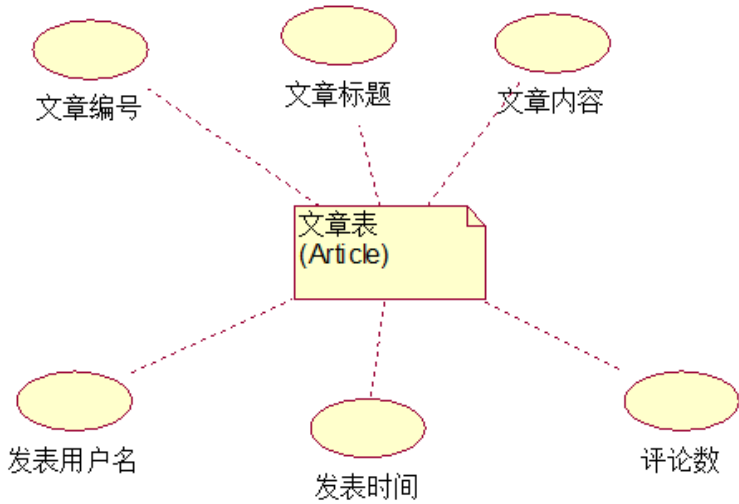 文章编号
文章标题
文章内容
文章表
(Article)
发表用户名
发表时间
评论数